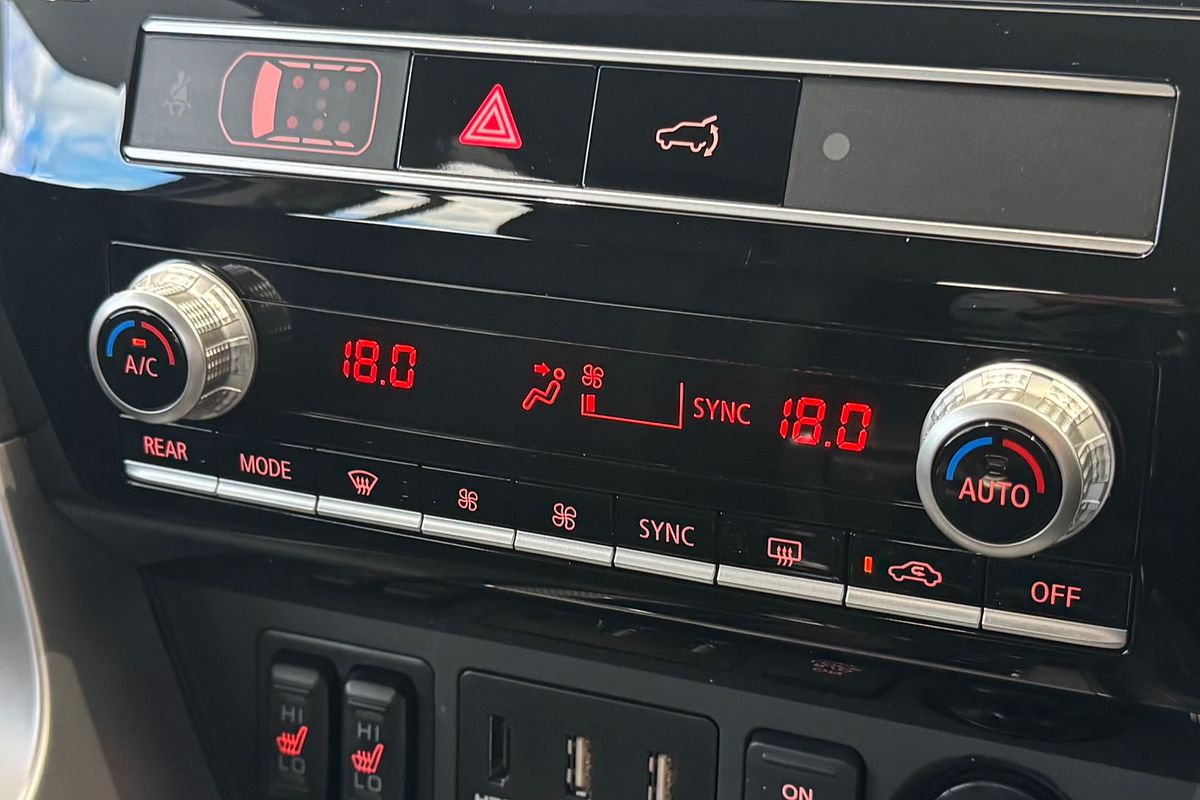 18.0
SYNC
18.0
A/C
AUTO
REAR
MODE
SYNC
OFF
HI
LO
HI
LO
ON